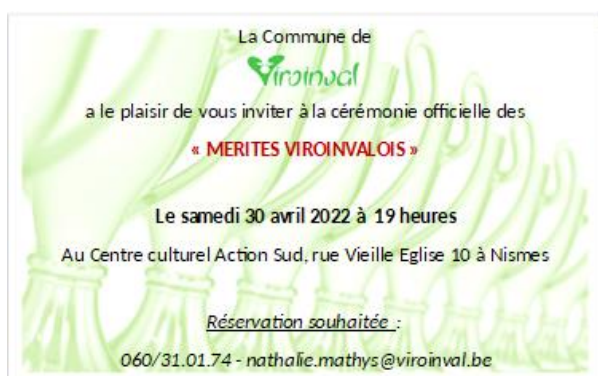 La Commune de
Viroinval
a le plaisir de vous inviter à la cérémonie officielle des
« MERITES VIROINVALOIS »
Le samedi 30 avril 2022 à 19 heures
Au Centre culturel Action Sud, rue Vieille Eglise 10 à Nismes
Réservation souhaitée :
060/31.01.74 - nathalie.mathys@viroinval.be